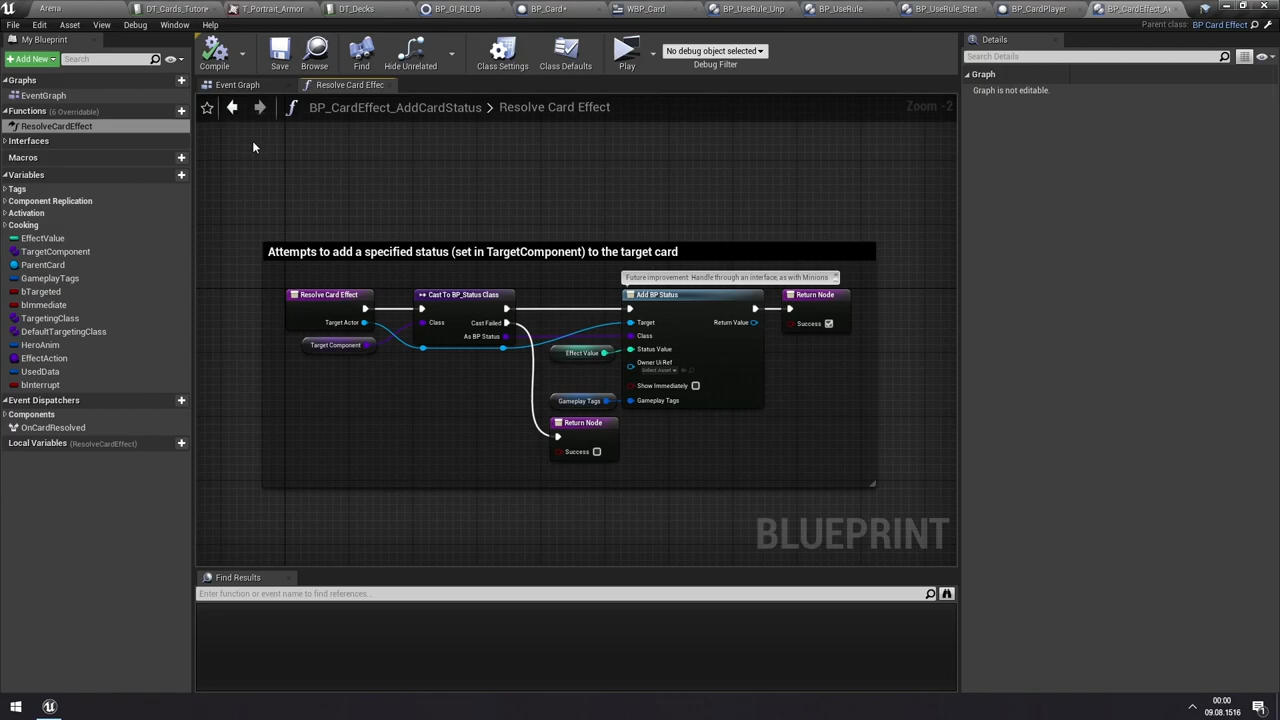 Arena
DT_Cards_Tutor•
T_Portrait_Armor
DT_Decks
BP_GI_RLDB
BP_Card•
WBP_Card
BP_UseRule_Unp
BP_UseRule
BP_UseRule_Stat
BP_CardPlayer
BP_CardEffect_A
File
Edit
Asset
View
Debug
Window
Help
Parent class: BP Card Effect
My Blueprint
Add New
Search
Compile
Save
Browse
Find
Hide Unrelated
Class Settings
Class Defaults
Play
No debug object selected
Debug Filter
Details
Search Details
Graph
Graph is not editable.
Graphs
EventGraph
Functions (6 Overridable)
ResolveCardEffect
Interfaces
Macros
Variables
Tags
Component Replication
Activation
Cooking
EffectValue
TargetComponent
ParentCard
GameplayTags
bTargeted
bImmediate
TargetingClass
DefaultTargetingClass
HeroAnim
EffectAction
UsedData
bInterrupt
Event Dispatchers
Components
OnCardResolved
Local Variables (ResolveCardEffect)
Event Graph
Resolve Card Effec
BP_CardEffect_AddCardStatus > Resolve Card Effect
Zoom -2
Attempts to add a specified status (set in TargetComponent) to the target card
Future improvement: Handle through an interface, as with Minions
Resolve Card Effect
Target Actor
Target Component
Cast To BP_Status Class
Class
Cast Failed
As BP Status
Effect Value
Gameplay Tags
Add BP Status
Target
Return Value
Class
Status Value
Owner Ui Ref
Select Asset
Show Immediately
Gameplay Tags
Return Node
Success
Return Node
Success
BLUEPRINT
Find Results
Enter function or event name to find references...
00:00
09.08.1516
1